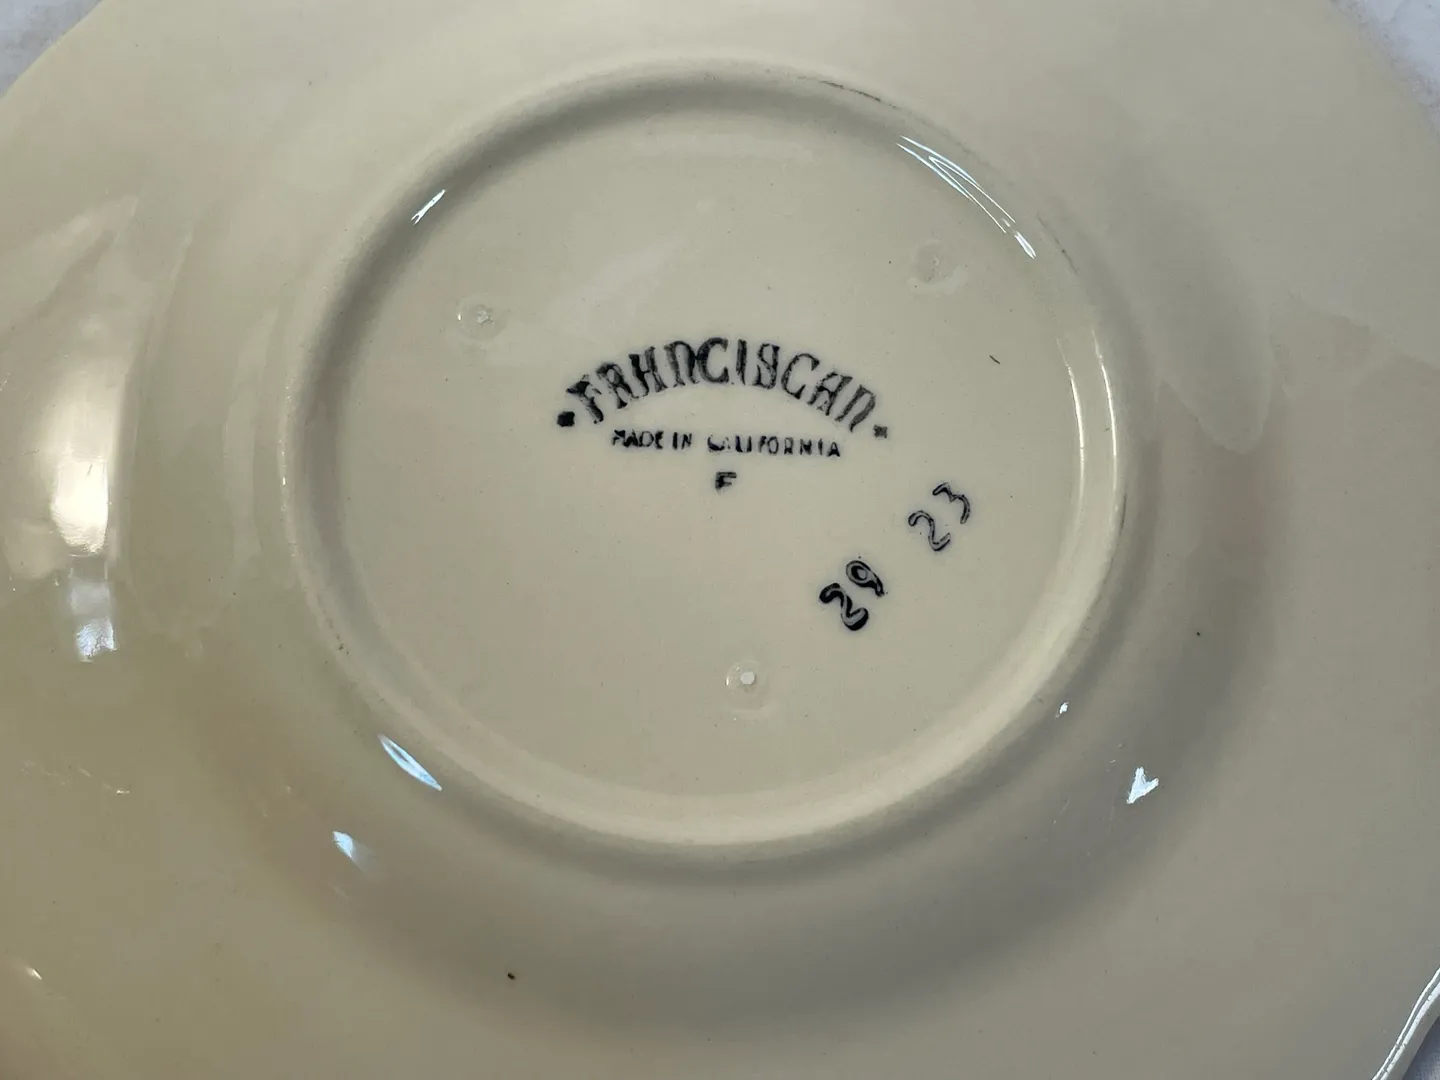 FRANCISCAN
MADE IN CALIFORNIA
F
29 23